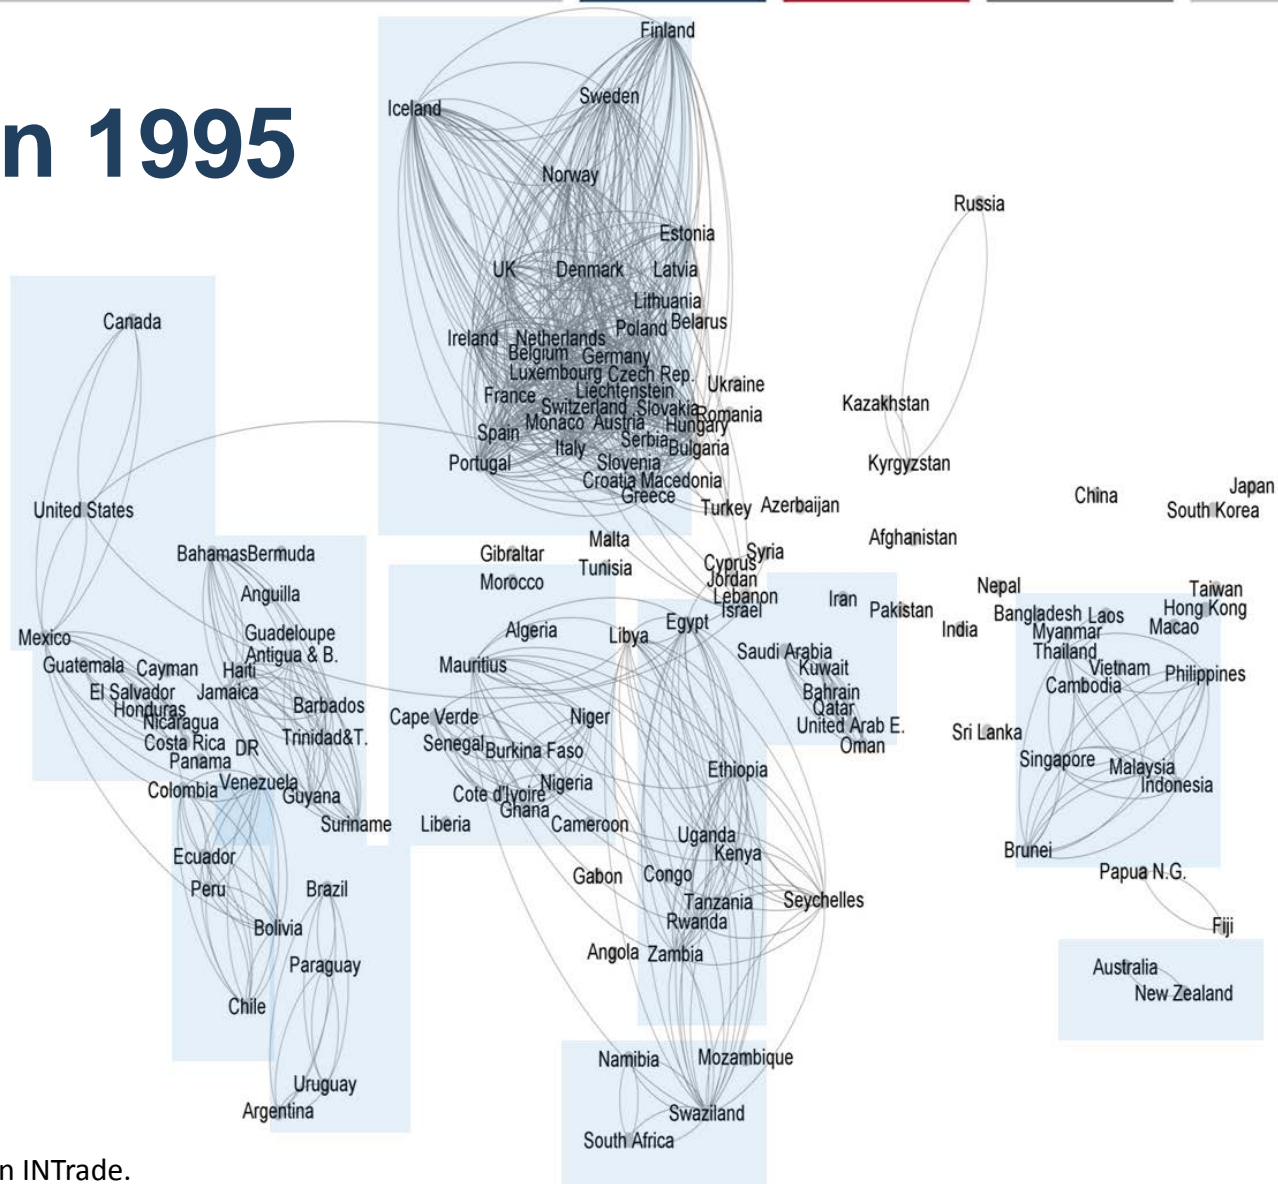 n 1995
Finland
Sweden
Iceland
Norway
Russia
Estonia
UK
Denmark
Latvia
Lithuania
Canada
Poland
Belarus
Ireland
Netherlands
Belgium
Germany
Luxembourg
Czech Rep.
Ukraine
France
Liechtenstein
Kazakhstan
Switzerland
Slovakia
Romania
Monaco
Austria
Hungary
Spain
Serbia
Italy
Bulgaria
Portugal
Slovenia
Kyrgyzstan
Croatia
Macedonia
Greece
Japan
China
United States
Turkey
Azerbaijan
South Korea
Afghanistan
Malta
Bahamas
Bermuda
Gibraltar
Syria
Tunisia
Cyprus
Morocco
Jordan
Nepal
Taiwan
Anguilla
Lebanon
Iran
Israel
Pakistan
Hong Kong
Bangladesh
Laos
Egypt
Macao
Guadeloupe
Algeria
Libya
India
Myanmar
Mexico
Antigua & B.
Saudi Arabia
Thailand
Guatemala
Cayman
Haiti
Mauritius
Kuwait
Vietnam
Philippines
El Salvador
Jamaica
Bahrain
Cambodia
Honduras
Barbados
Qatar
Nicaragua
Cape Verde
Niger
United Arab E.
Costa Rica
DR
Trinidad&T.
Senegal
Burkina Faso
Oman
Sri Lanka
Panama
Singapore
Malaysia
Ethiopia
Colombia
Venezuela
Guyana
Cote d'Ivoire
Nigeria
Indonesia
Ghana
Suriname
Liberia
Cameroon
Uganda
Kenya
Brunei
Ecuador
Gabon
Congo
Papua N.G.
Peru
Brazil
Tanzania
Seychelles
Rwanda
Bolivia
Fiji
Angola
Zambia
Paraguay
Australia
Chile
New Zealand
Namibia
Mozambique
Uruguay
Argentina
Swaziland
South Africa
n INTrade.